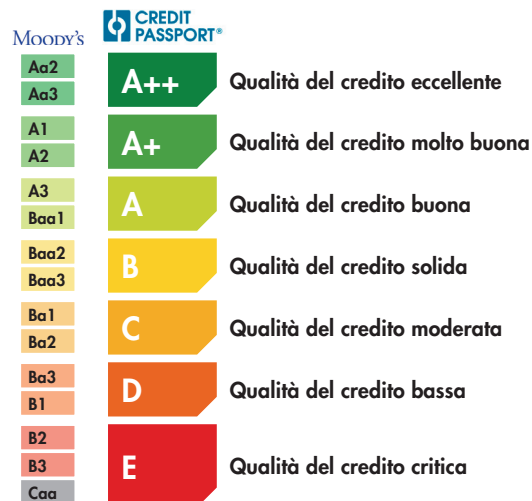 MOODY'S
CREDIT
PASSPORT®
Aa2
Aa3
A++
Qualità del credito eccellente
A1
A2
A+
Qualità del credito molto buona
A3
Baa1
A
Qualità del credito buona
Baa2
Baa3
B
Qualità del credito solida
Ba1
Ba2
C
Qualità del credito moderata
Ba3
B1
D
Qualità del credito bassa
B2
B3
Caa
E
Qualità del credito critica